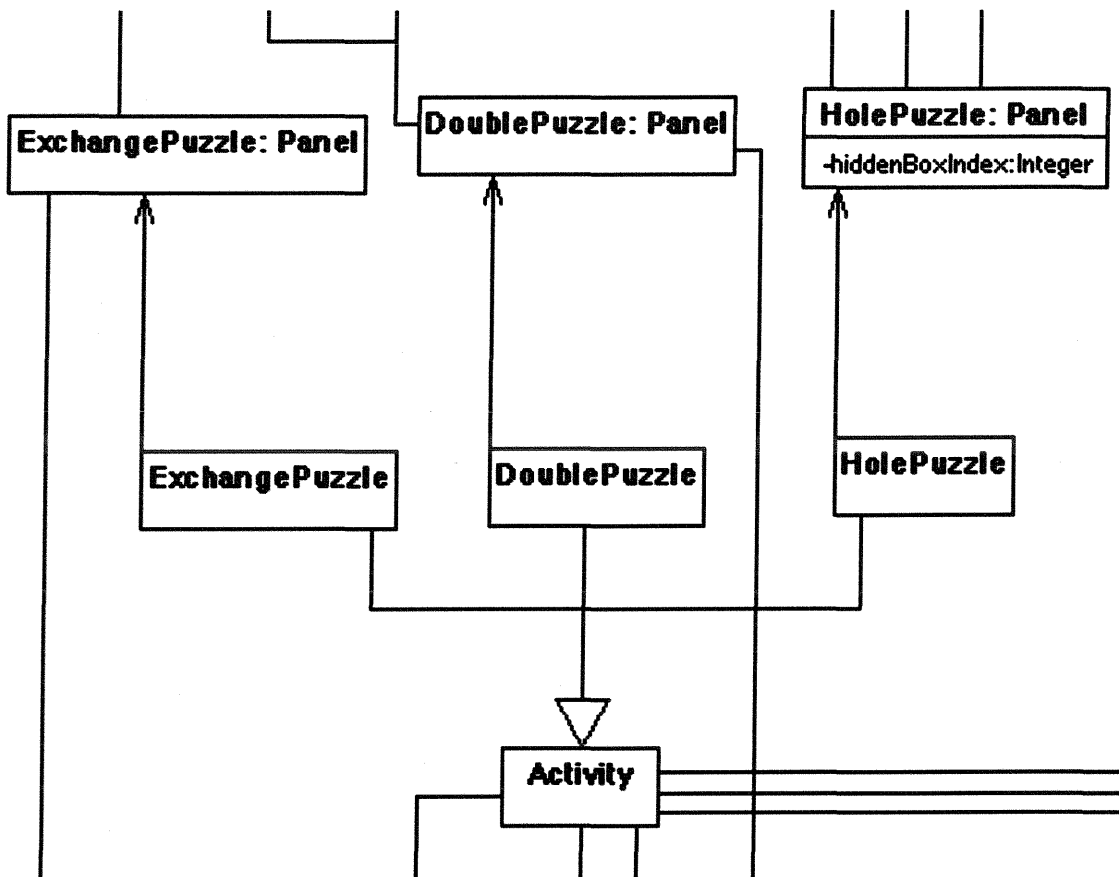 ExchangePuzzle: Panel
DoublePuzzle: Panel
HolePuzzle: Panel
-hiddenBoxIndex:Integer
ExchangePuzzle
DoublePuzzle
HolePuzzle
Activity